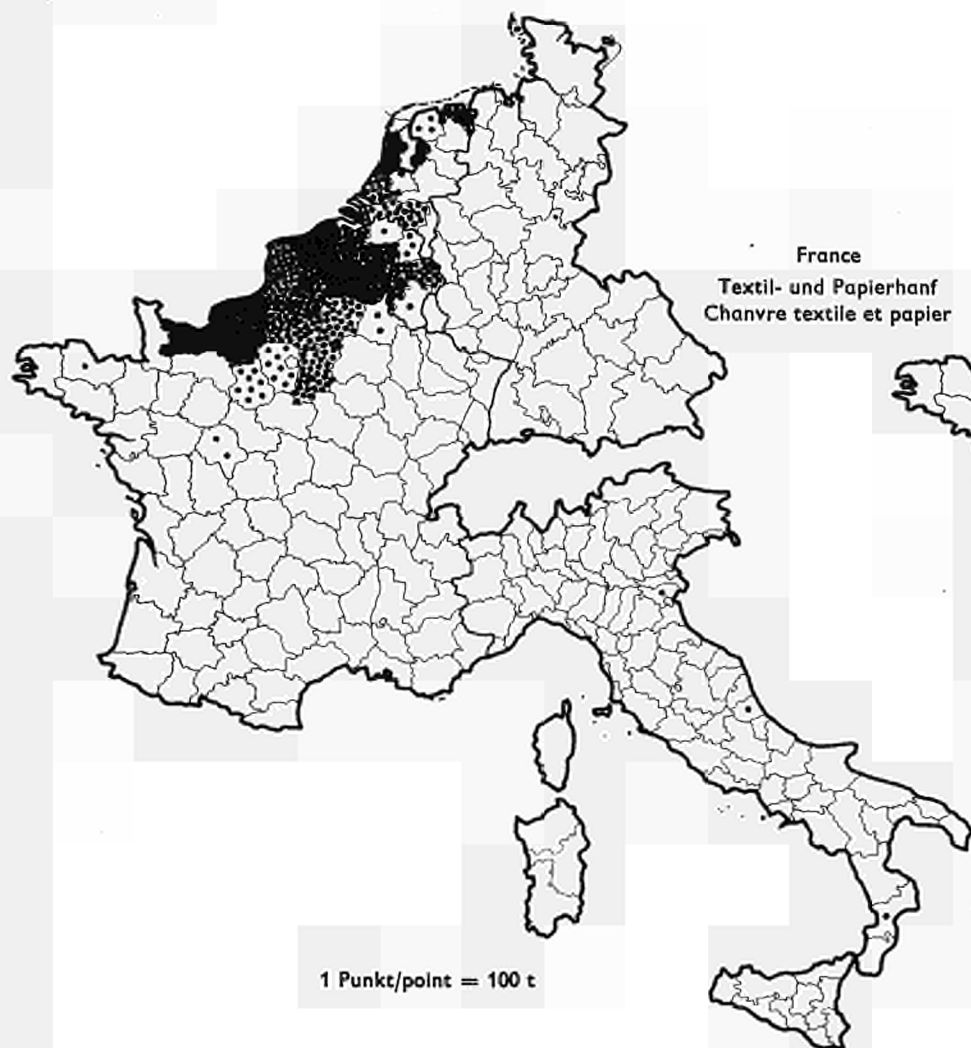 France
Textil- und Papierhanf
Chanvre textile et papier
1 Punkt/point = 100 t